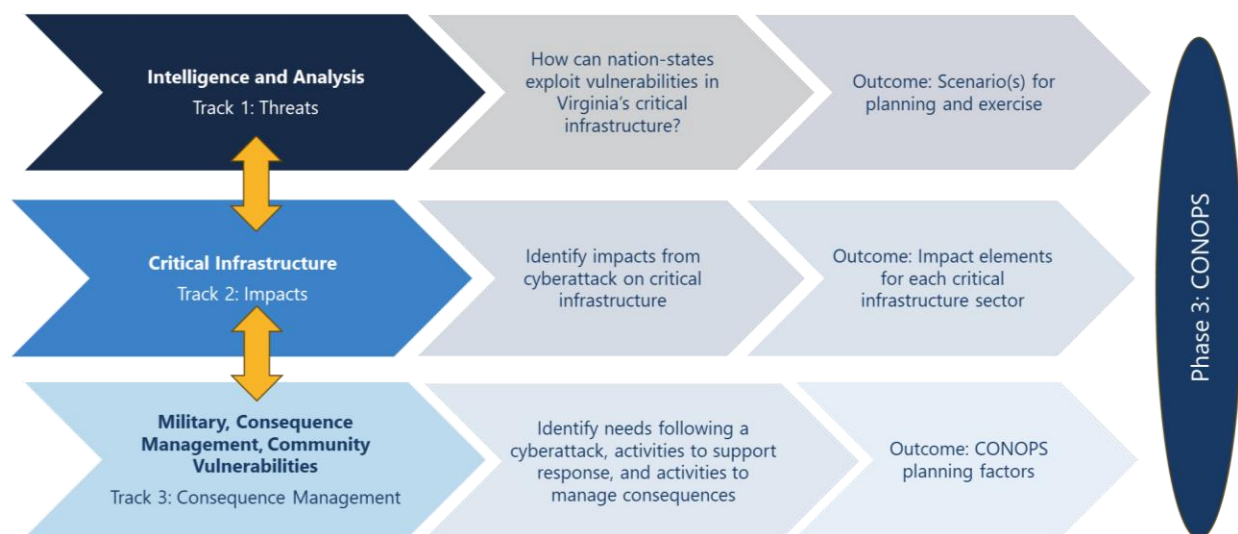 Intelligence and Analysis
Track 1: Threats
How can nation-states
exploit vulnerabilities in
Virginia's critical
infrastructure?
Outcome: Scenario(s) for
planning and exercise
Critical Infrastructure
Track 2: Impacts
Identify impacts from
cyberattack on critical
infrastructure
Outcome: Impact elements
for each critical
infrastructure sector
Military, Consequence
Management, Community
Vulnerabilities
Track 3: Consequence Management
Identify needs following a
cyberattack, activities to support
response, and activities to
manage consequences
Outcome: CONOPS
planning factors
Phase 3: CONOPS